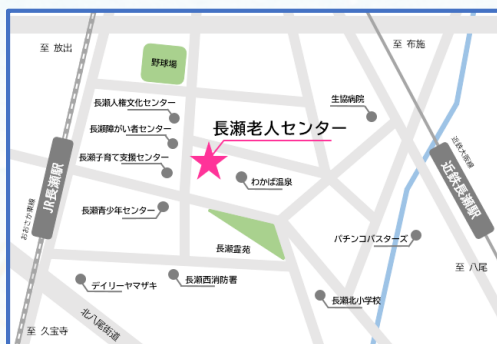 至 放出
至 布施
野球場
長瀬人権文化センター
生協病院
長瀬障がい者センター
長瀬老人センター
近鉄大阪線
長瀬子育て支援センター
JR長瀬駅
わかば温泉
近鉄長瀬駅
おおさか東線
長瀬青少年センター
長瀬霊苑
パチンコバスターズ
至 八尾
デイリーヤマザキ
長瀬西消防署
長瀬北小学校
北八尾街道
至 久宝寺